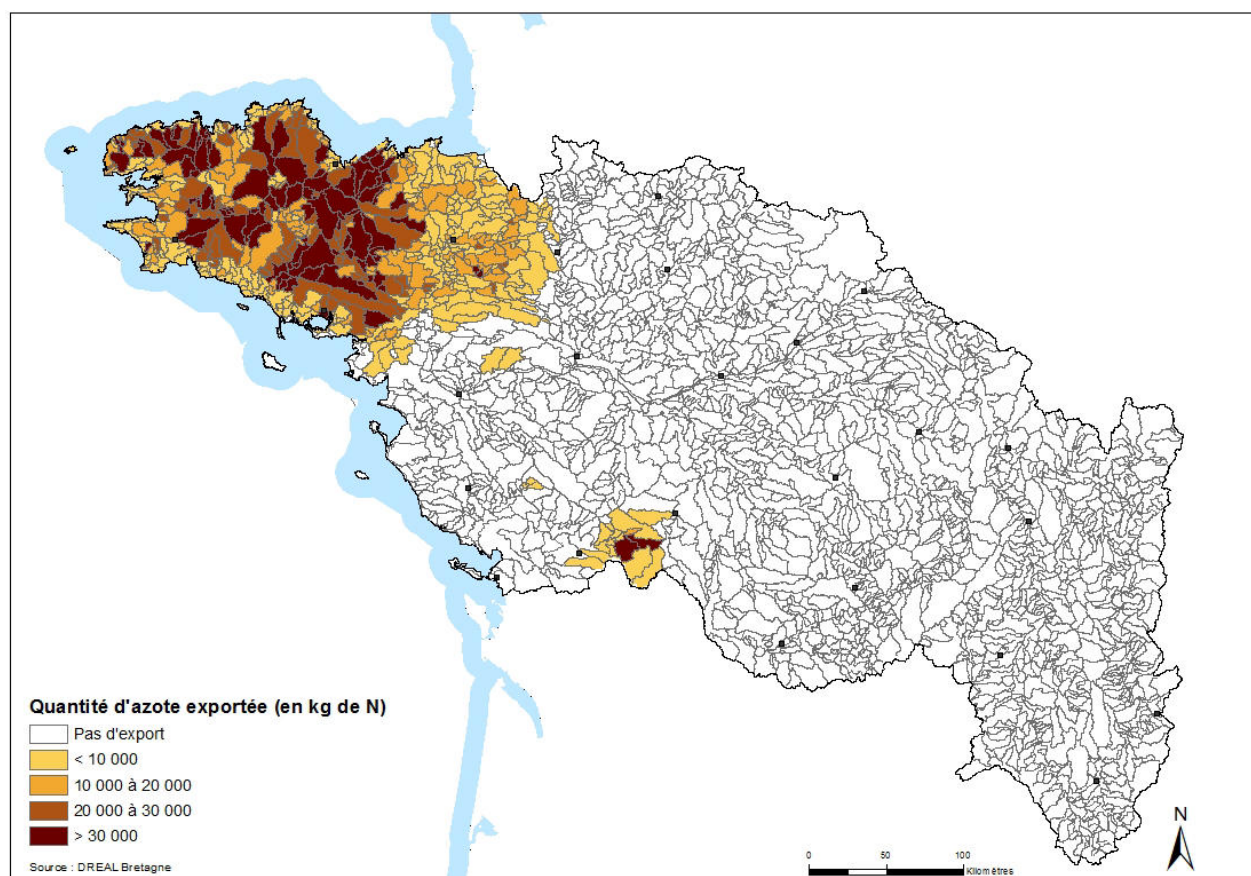 Quantité d'azote exportée (en kg de N)
Pas d'export
< 10 000
10 000 à 20 000
20 000 à 30 000
> 30 000
Source : DREAL Bretagne
0 50 100
Kilomètres
N